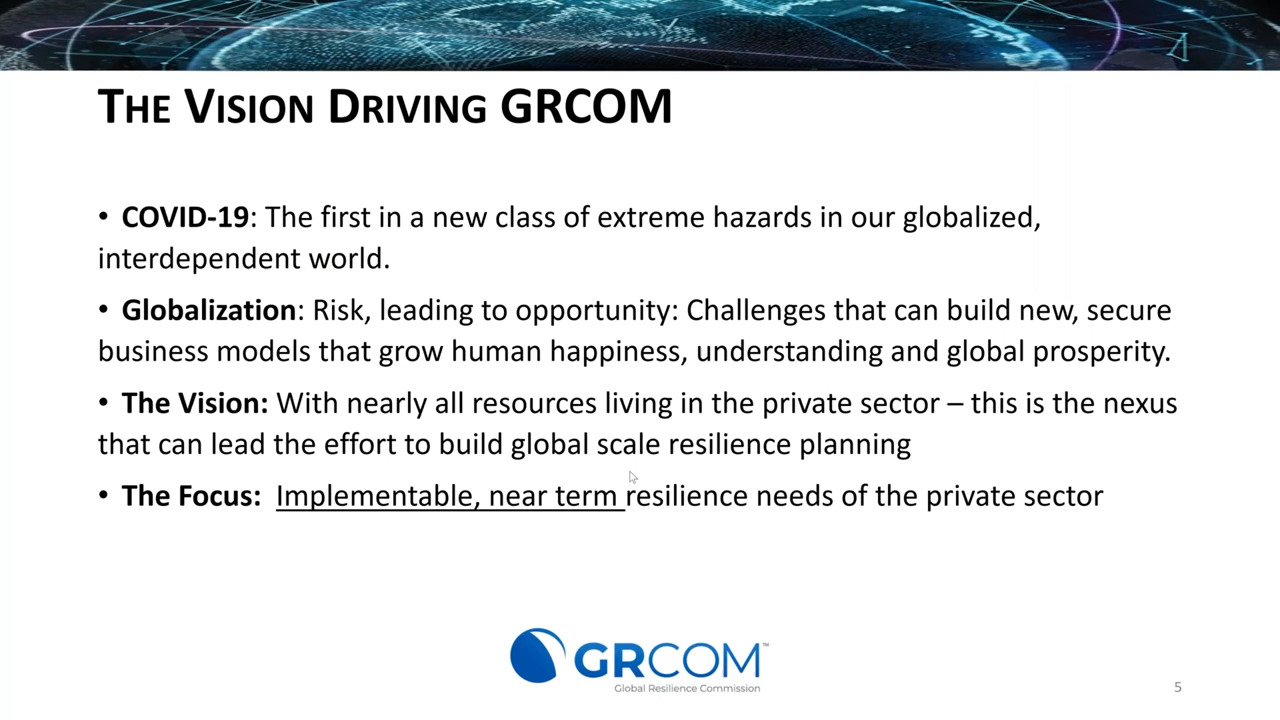 THE VISION DRIVING GRCOM
• COVID-19: The first in a new class of extreme hazards in our globalized,
interdependent world.
• Globalization: Risk, leading to opportunity: Challenges that can build new, secure
business models that grow human happiness, understanding and global prosperity.
• The Vision: With nearly all resources living in the private sector – this is the nexus
that can lead the effort to build global scale resilience planning
• The Focus: Implementable, near term resilience needs of the private sector
GRCOM™
Global Resilience Commission
5